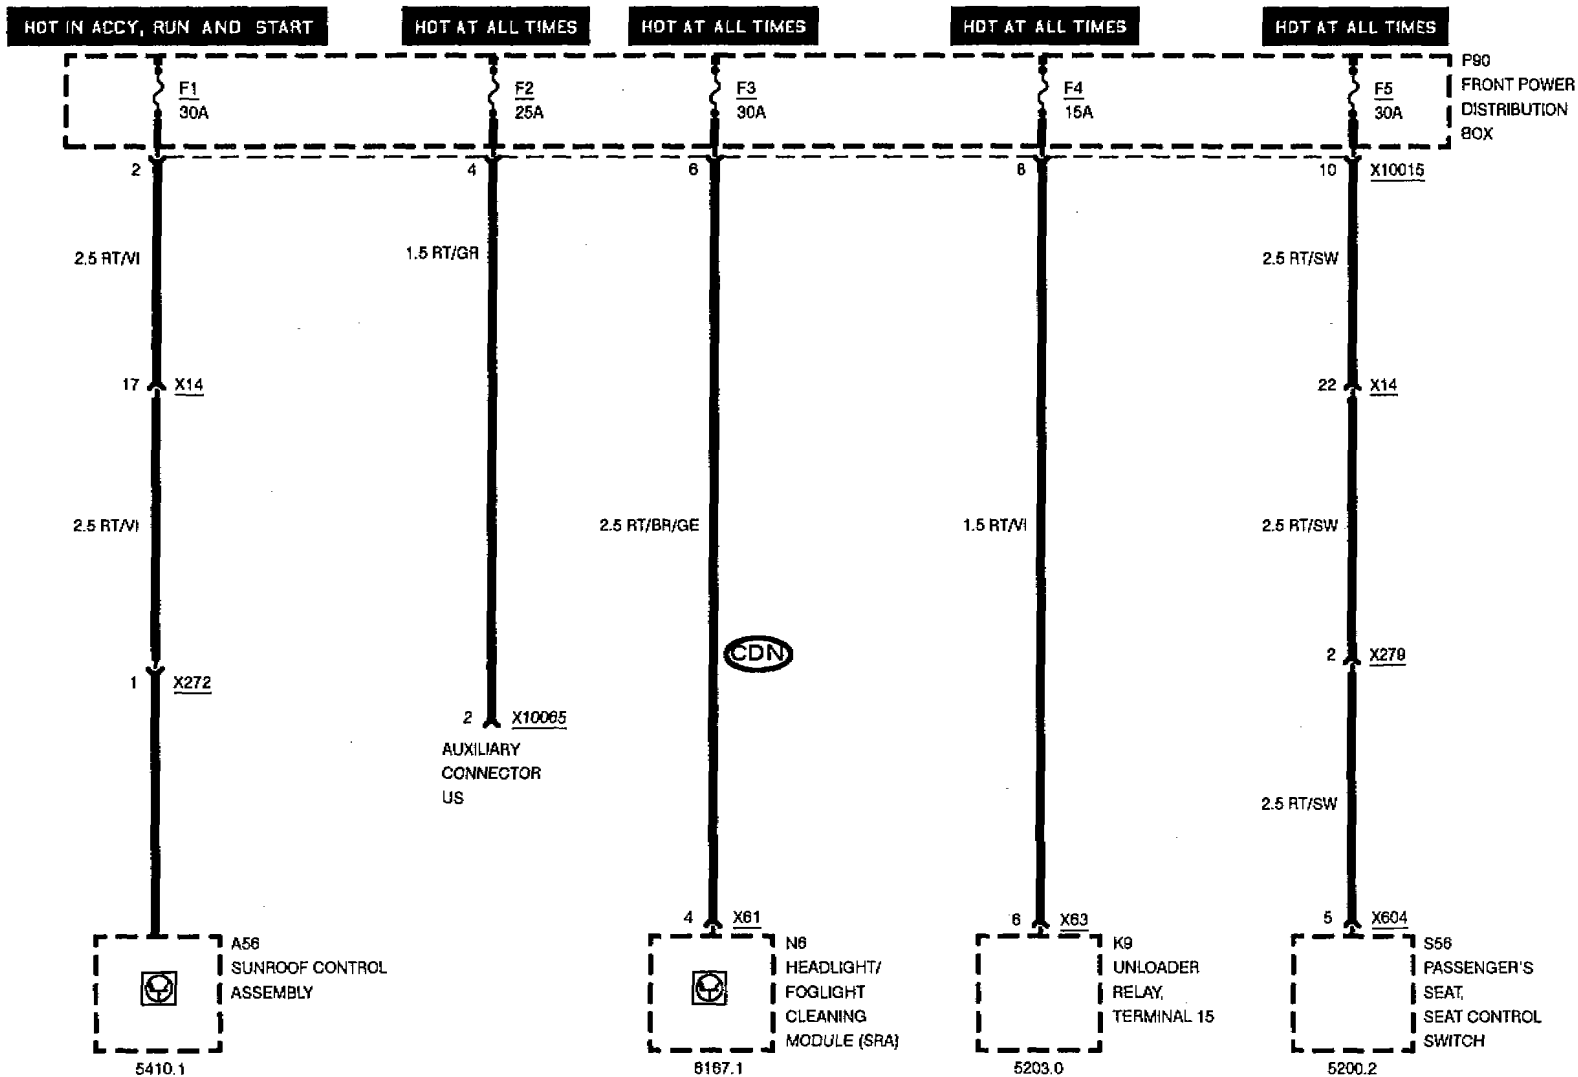 HOT IN ACCY, RUN AND START
HOT AT ALL TIMES
HOT AT ALL TIMES
HOT AT ALL TIMES
HOT AT ALL TIMES
F1
30A
F2
25A
F3
30A
F4
15A
F5
30A
P90
FRONT POWER
DISTRIBUTION
BOX
2
4
6
8
10
X10015
2.5 RT/VI
1.5 RT/GR
2.5 RT/SW
17
X14
22
X14
2.5 RT/VI
2.5 RT/BR/GE
1.5 RT/VI
2.5 RT/SW
CDN
1
X272
2
X279
2
X10065
AUXILIARY
CONNECTOR
US
2.5 RT/SW
4
X61
6
X63
5
X604
A56
SUNROOF CONTROL
ASSEMBLY
5410.1
N6
HEADLIGHT/
FOGLIGHT
CLEANING
MODULE (SRA)
6167.1
K9
UNLOADER
RELAY,
TERMINAL 15
5203.0
S56
PASSENGER'S
SEAT,
SEAT CONTROL
SWITCH
5200.2